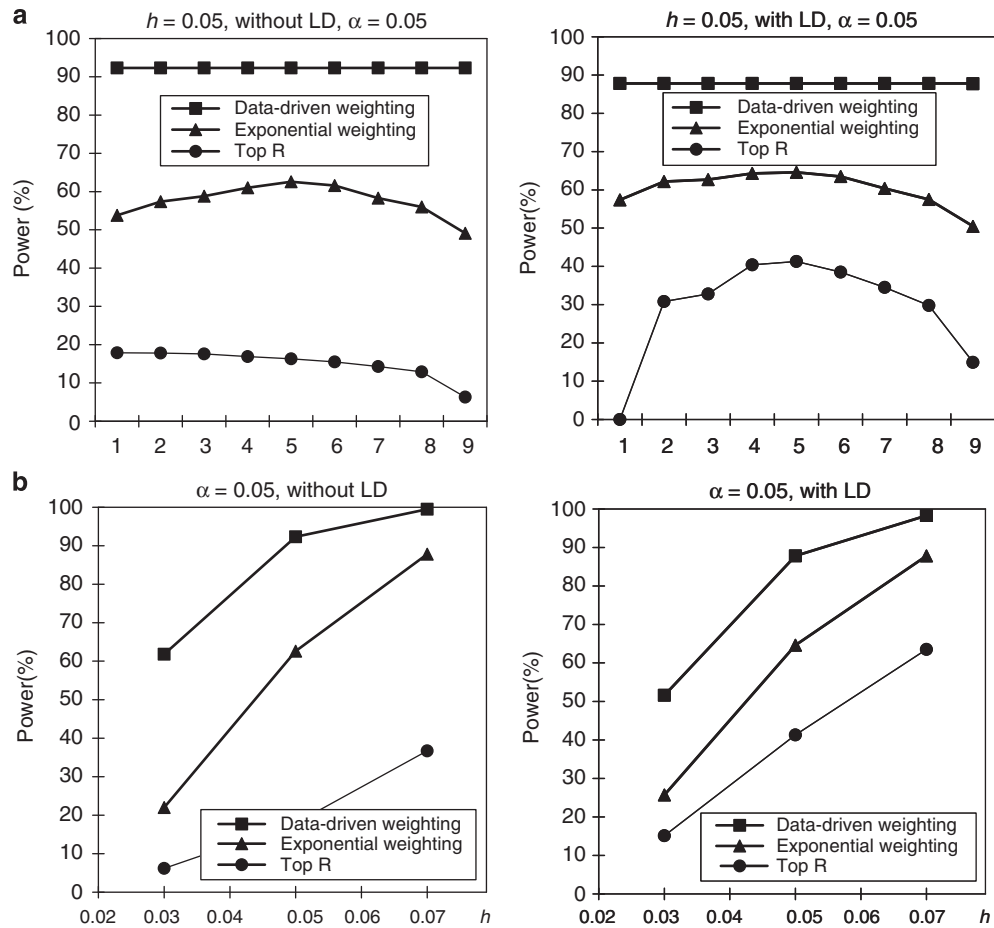 a
h = 0.05, without LD, α = 0.05
100
90
80
70
60
50
40
30
20
10
0
Power (%)
Data-driven weighting
Exponential weighting
Top R
1 2 3 4 5 6 7 8 9
h = 0.05, with LD, α = 0.05
100
90
80
70
60
50
40
30
20
10
0
Power(%)
Data-driven weighting
Exponential weighting
Top R
1 2 3 4 5 6 7 8 9
b
α = 0.05, without LD
100
90
80
70
60
50
40
30
20
10
0
Power(%)
Data-driven weighting
Exponential weighting
Top R
0.02 0.03 0.04 0.05 0.06 0.07 h
α = 0.05, with LD
100
90
80
70
60
50
40
30
20
10
0
Power(%)
Data-driven weighting
Exponential weighting
Top R
0.02 0.03 0.04 0.05 0.06 0.07 h